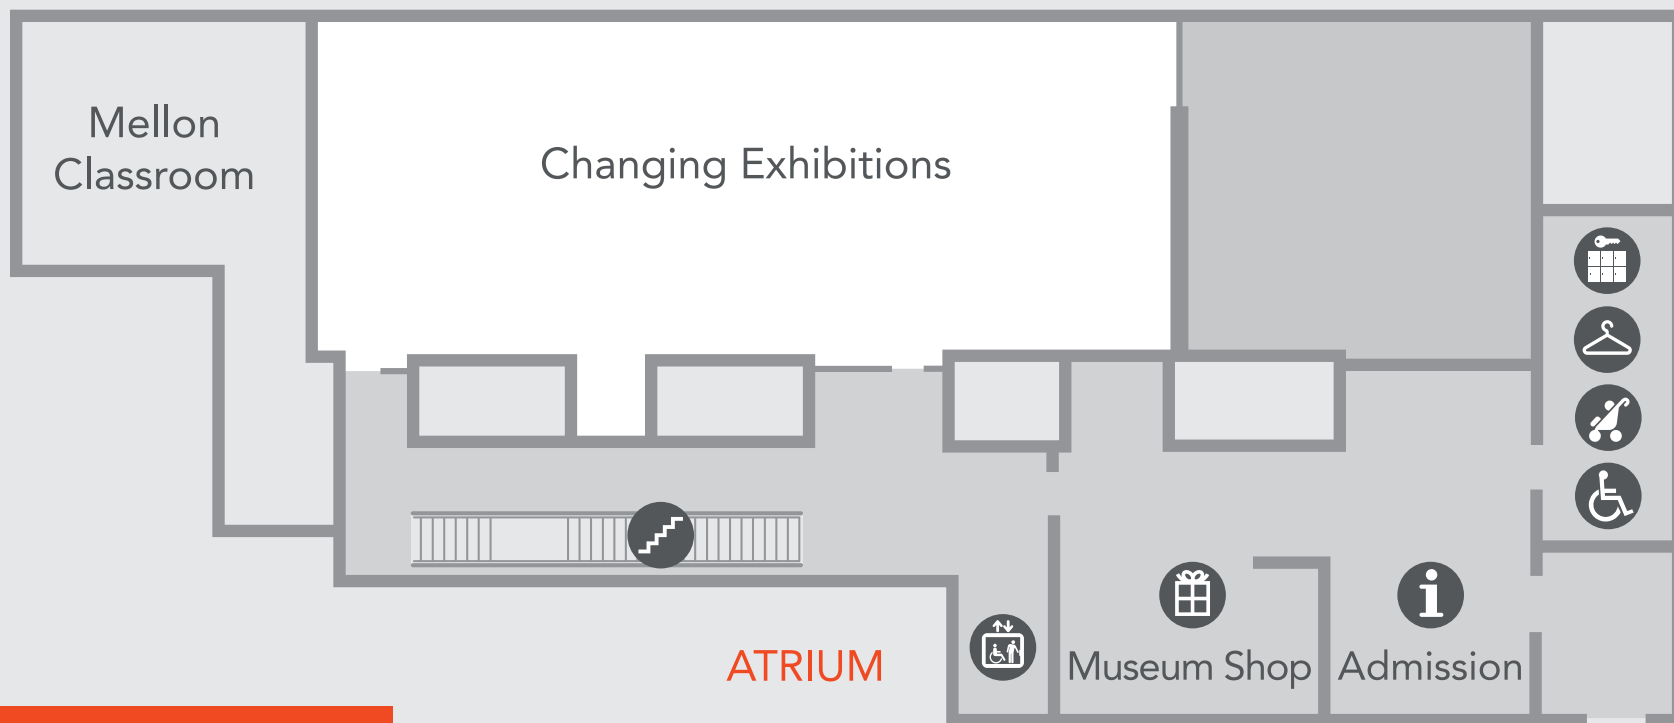 Mellon
Classroom
Changing Exhibitions
ATRIUM
Museum Shop
Admission